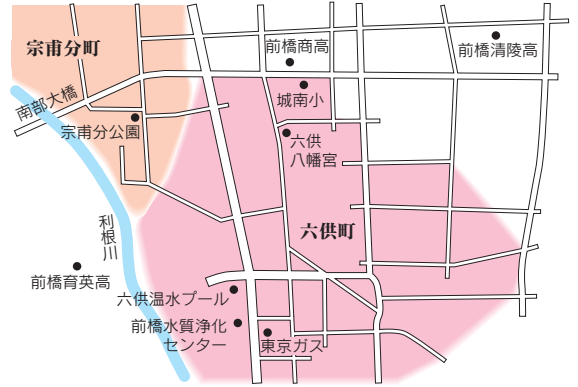 宗甫分町
前橋商高
前橋清陵高
南部大橋
城南小
宗甫分公園
六供
八幡宮
利根川
六供町
前橋育英高
六供温水プール
前橋水質浄化
センター
東京ガス